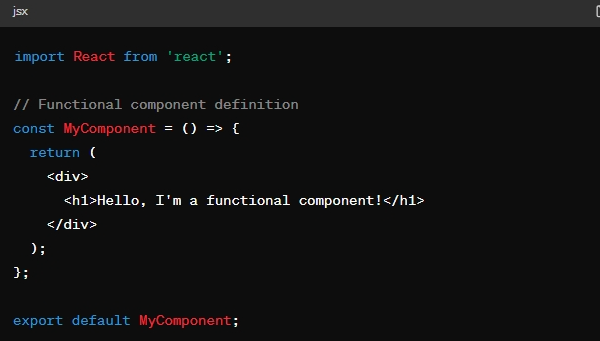 jsx
import React from 'react';
// Functional component definition
const MyComponent = () => {
return (
<div>
<h1>Hello, I'm a functional component!</h1>
</div>
);
};
export default MyComponent;